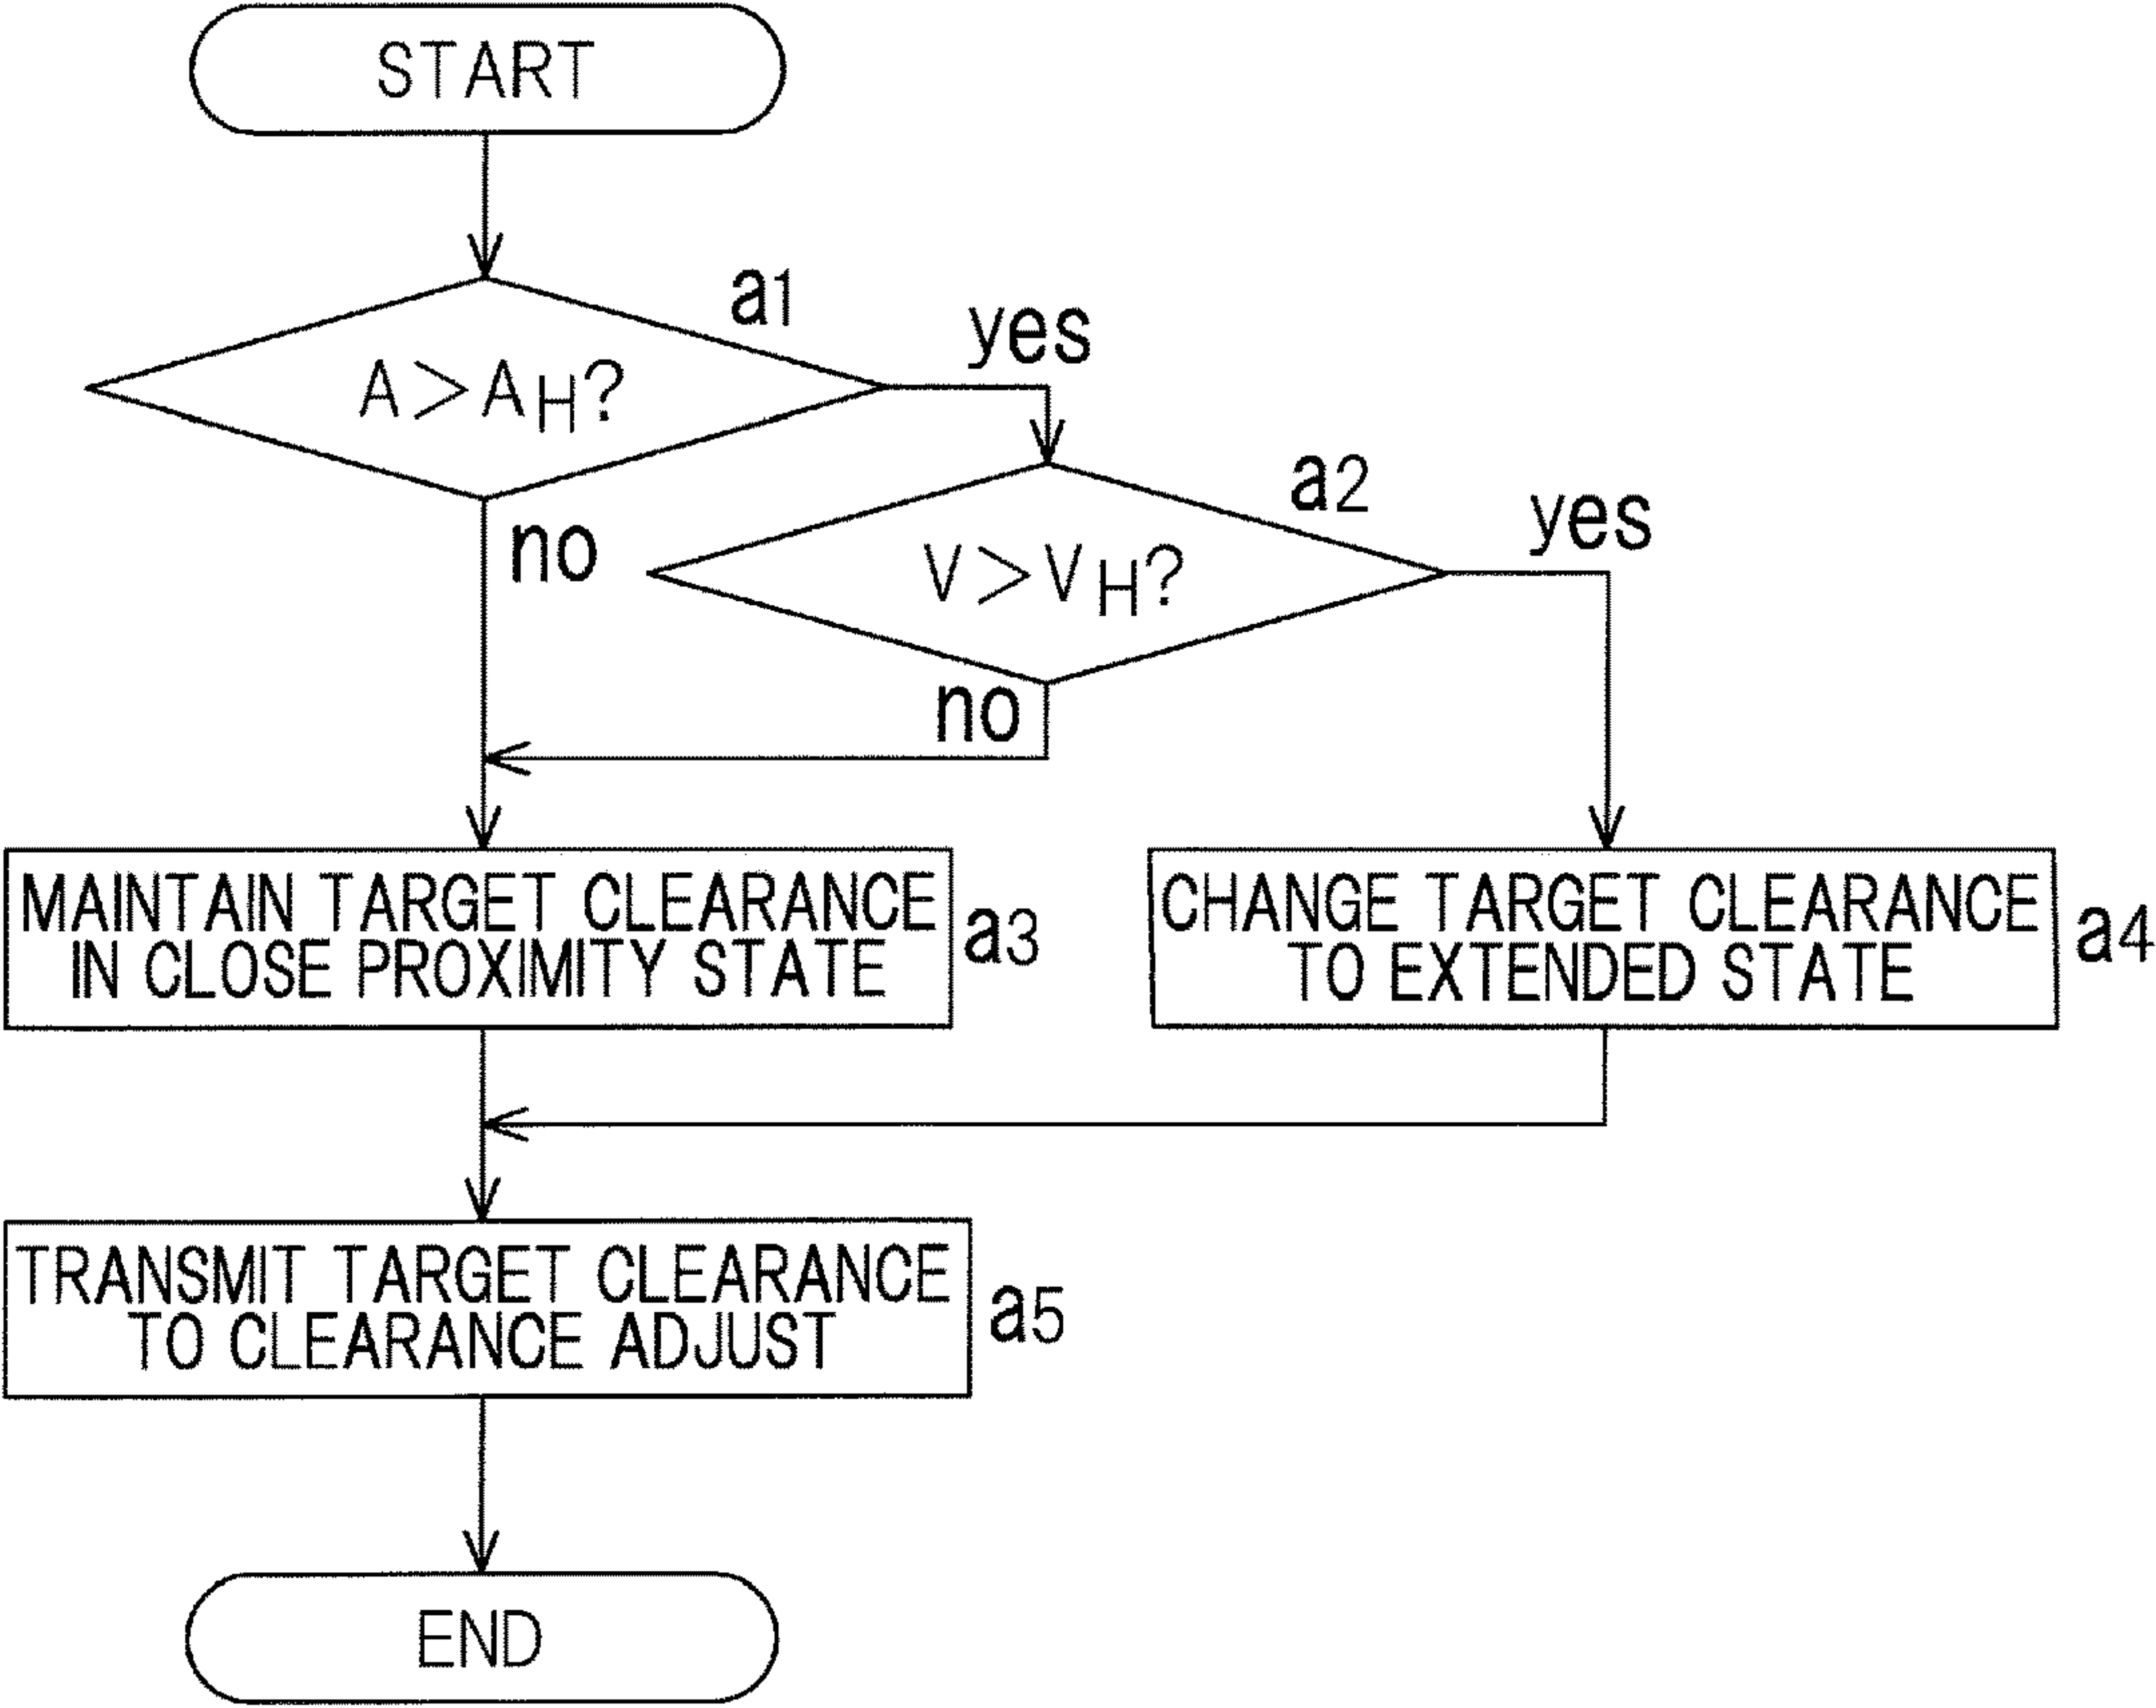 START
a1
yes
A>AH?
no
a2
yes
V>VH?
no
MAINTAIN TARGET CLEARANCE
IN CLOSE PROXIMITY STATE
a3
CHANGE TARGET CLEARANCE
TO EXTENDED STATE
a4
TRANSMIT TARGET CLEARANCE
TO CLEARANCE ADJUST
a5
END